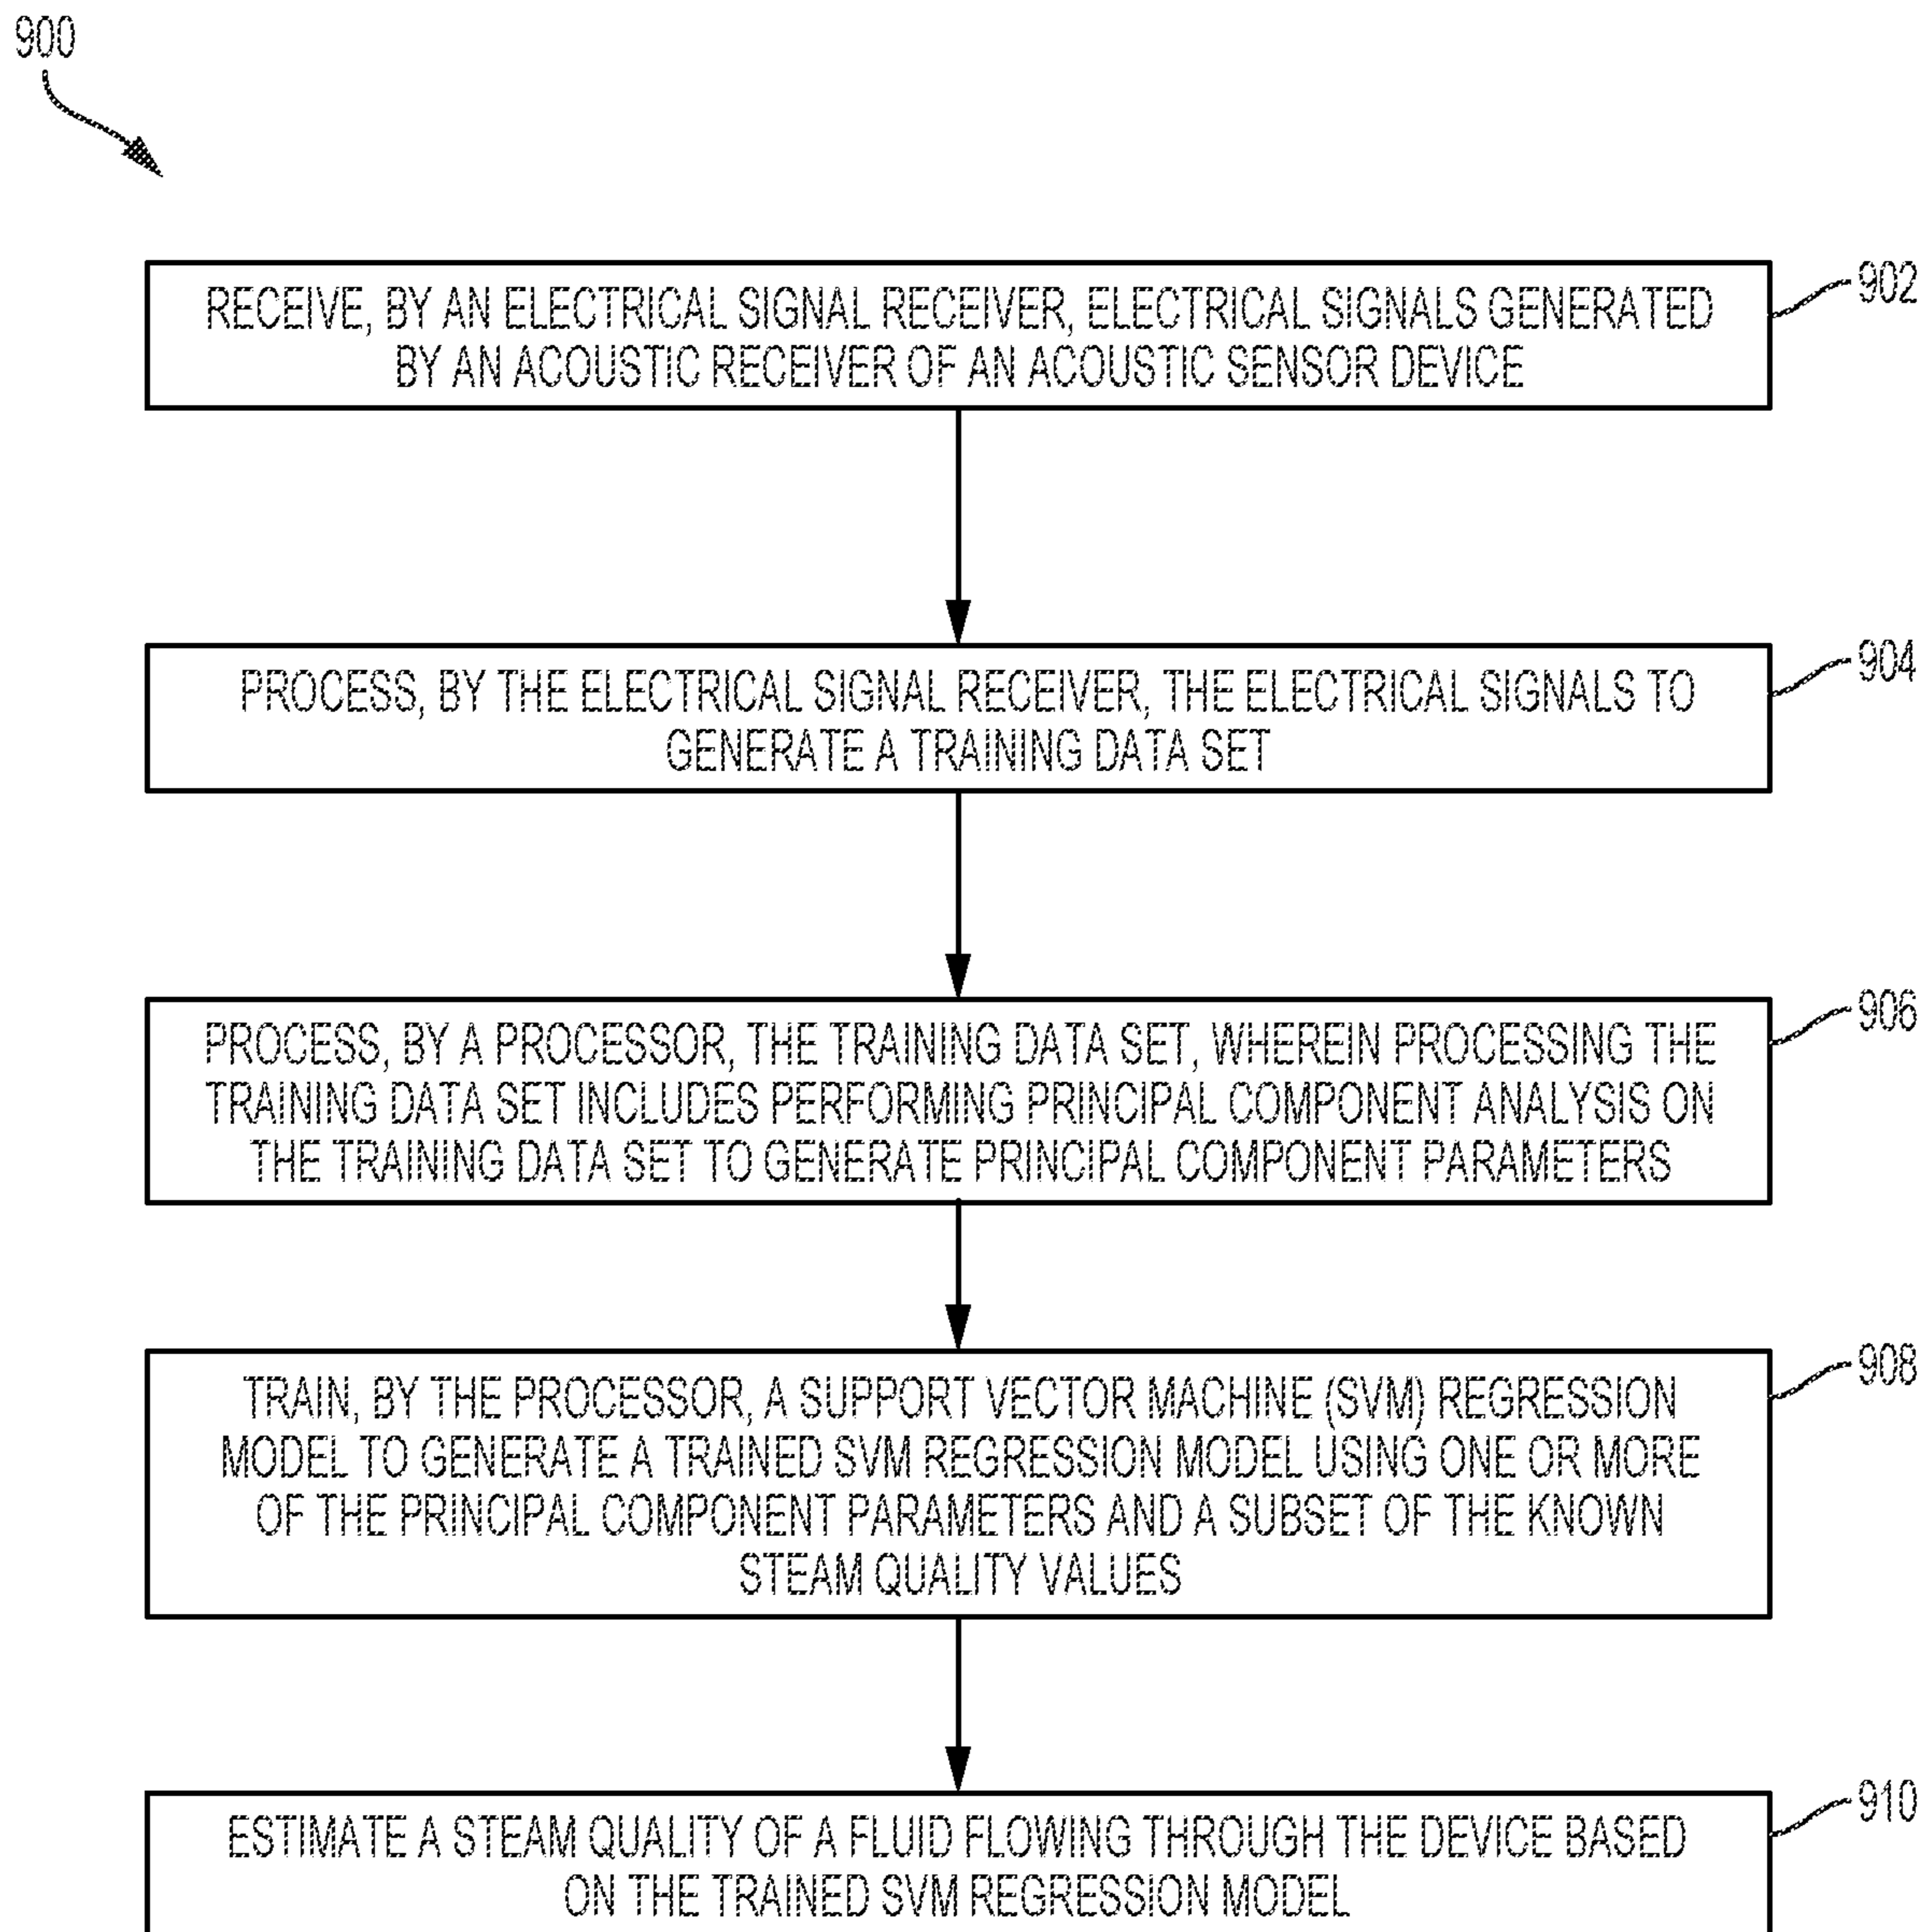 900
RECEIVE, BY AN ELECTRICAL SIGNAL RECEIVER, ELECTRICAL SIGNALS GENERATED
BY AN ACOUSTIC RECEIVER OF AN ACOUSTIC SENSOR DEVICE
902
PROCESS, BY THE ELECTRICAL SIGNAL RECEIVER, THE ELECTRICAL SIGNALS TO
GENERATE A TRAINING DATA SET
904
PROCESS, BY A PROCESSOR, THE TRAINING DATA SET, WHEREIN PROCESSING THE
TRAINING DATA SET INCLUDES PERFORMING PRINCIPAL COMPONENT ANALYSIS ON
THE TRAINING DATA SET TO GENERATE PRINCIPAL COMPONENT PARAMETERS
906
TRAIN, BY THE PROCESSOR, A SUPPORT VECTOR MACHINE (SVM) REGRESSION
MODEL TO GENERATE A TRAINED SVM REGRESSION MODEL USING ONE OR MORE
OF THE PRINCIPAL COMPONENT PARAMETERS AND A SUBSET OF THE KNOWN
STEAM QUALITY VALUES
908
ESTIMATE A STEAM QUALITY OF A FLUID FLOWING THROUGH THE DEVICE BASED
ON THE TRAINED SVM REGRESSION MODEL
910